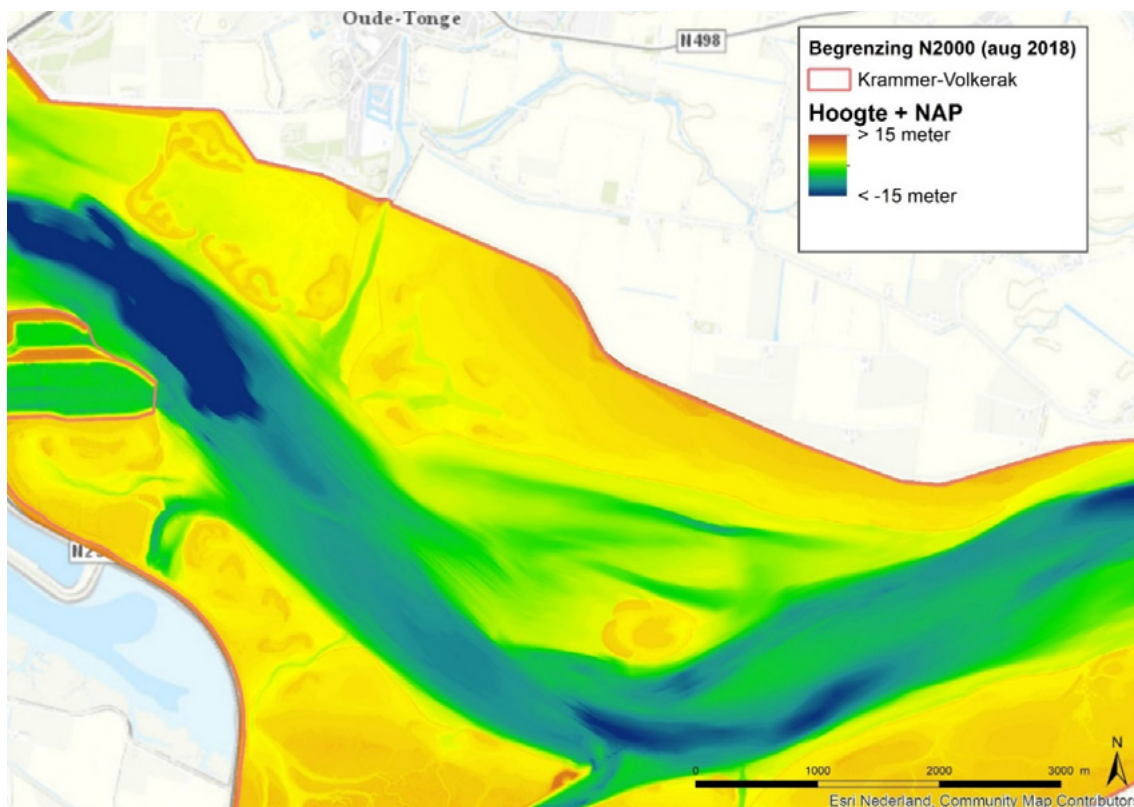 Oude-Tonge
N498
Begrenzing N2000 (aug 2018)
Krammer-Volkerak
Hoogte + NAP
> 15 meter
< -15 meter
0 1000 2000 3000 m
N
Esri Nederland, Community Map Contributor